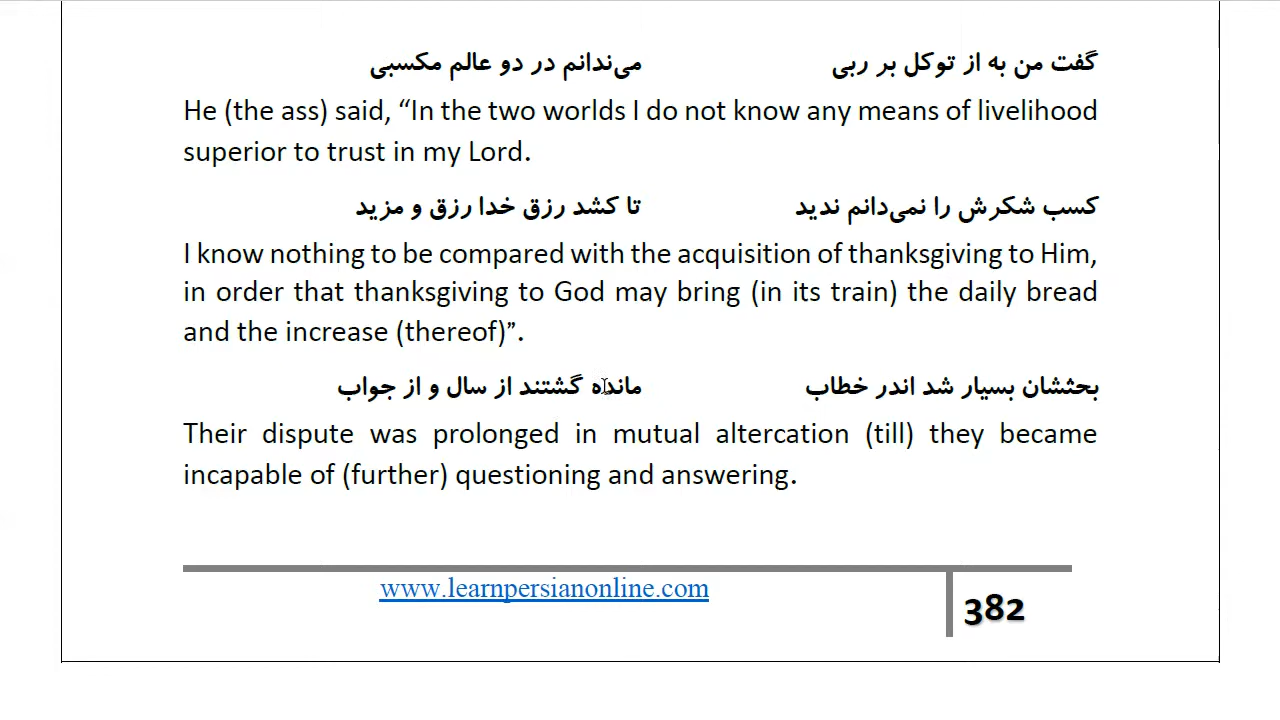 گفت من به از توکل بر ربی می‌ندانم در دو عالم مکسبی
He (the ass) said, “In the two worlds I do not know any means of livelihood
superior to trust in my Lord.
کسب شکرش را نمی‌دانم ندید تا کشد رزق خدا رزق و مزید
I know nothing to be compared with the acquisition of thanksgiving to Him,
in order that thanksgiving to God may bring (in its train) the daily bread
and the increase (thereof)”.
بحثشان بسیار شد اندر خطاب مانده گشتند از سال و از جواب
Their dispute was prolonged in mutual altercation (till) they became
incapable of (further) questioning and answering.
www.learnpersianonline.com
382